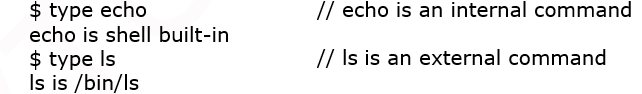 $ type echo // echo is an internal command
echo is shell built-in
$ type ls // ls is an external command
ls is /bin/ls